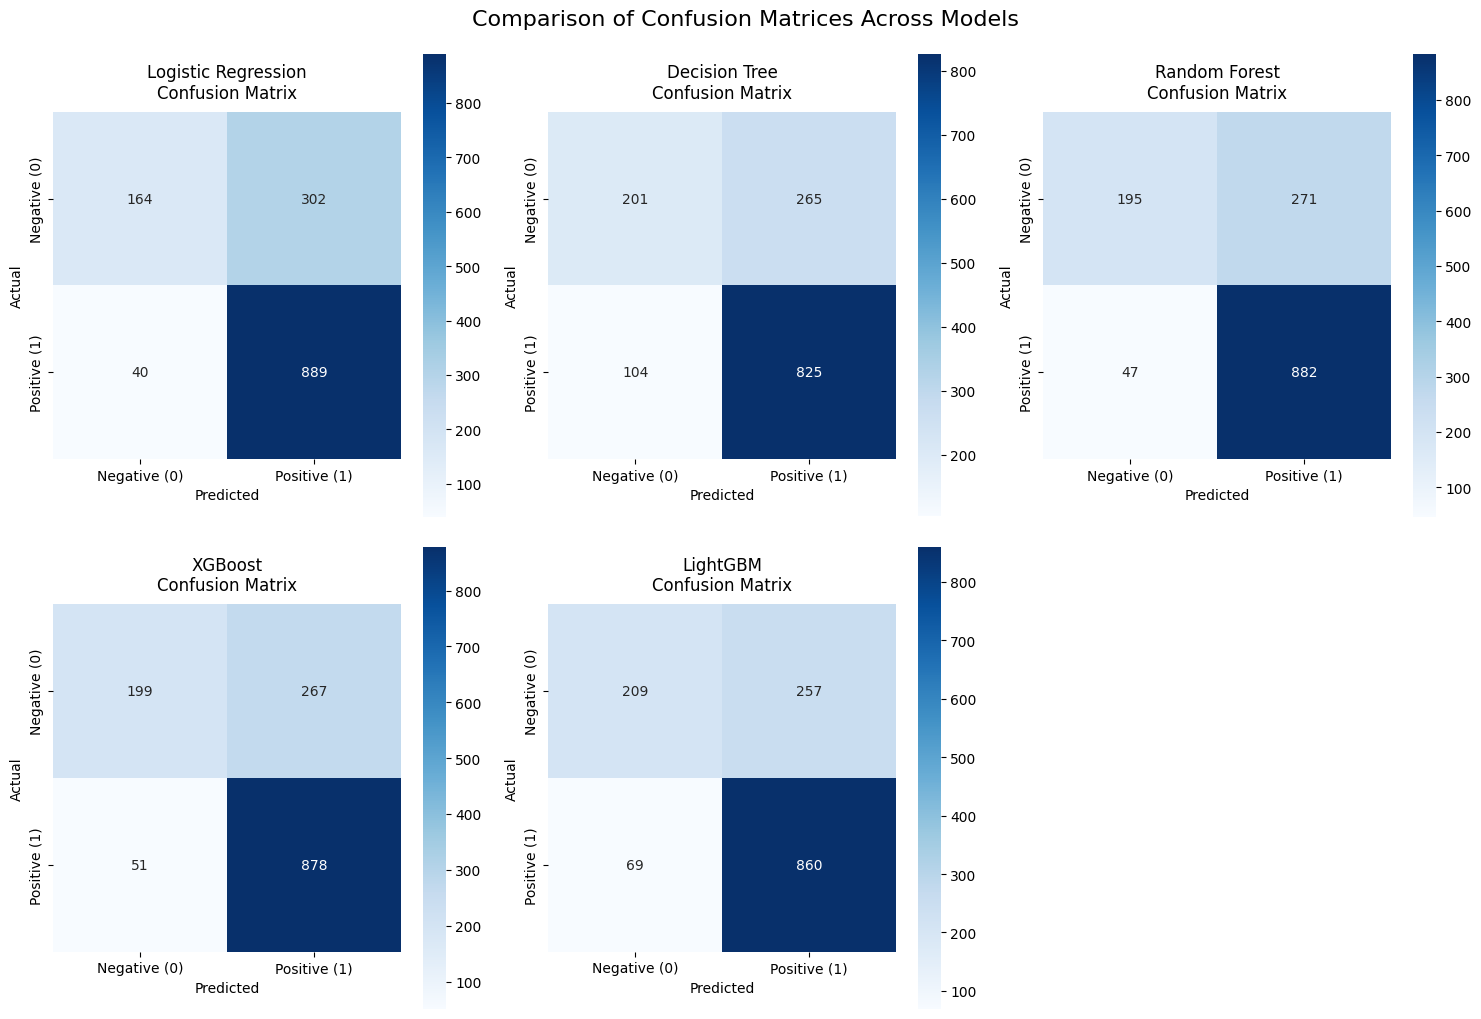 Comparison of Confusion Matrices Across Models
Logistic Regression
Confusion Matrix
Actual
Negative (0)
Positive (1)
164
302
40
889
Negative (0)
Positive (1)
Predicted
800
700
600
500
400
300
200
100
Decision Tree
Confusion Matrix
Actual
Negative (0)
Positive (1)
201
265
104
825
Negative (0)
Positive (1)
Predicted
800
700
600
500
400
300
200
Random Forest
Confusion Matrix
Actual
Negative (0)
Positive (1)
195
271
47
882
Negative (0)
Positive (1)
Predicted
800
700
600
500
400
300
200
100
XGBoost
Confusion Matrix
Actual
Negative (0)
Positive (1)
199
267
51
878
Negative (0)
Positive (1)
Predicted
800
700
600
500
400
300
200
100
LightGBM
Confusion Matrix
Actual
Negative (0)
Positive (1)
209
257
69
860
Negative (0)
Positive (1)
Predicted
800
700
600
500
400
300
200
100